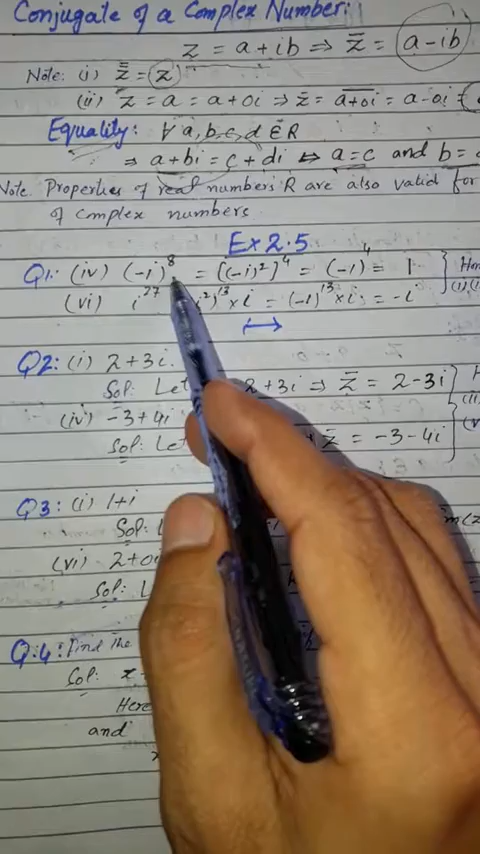 Conjugate of a Complex Number:
z = a+ib ⇒ z̄ = a-ib
Note: (i) z̿ = z
(ii) z = a = a+0i ⇒ z̄ = a+0i = a-0i =
Equality: ∀ a,b,c,d ∈ R
⇒ a+bi = c+di ⇔ a=c and b=
Note: Properties of real numbers R are also valid for
of complex numbers
Ex 2.5
Q1: (iv) (-i)⁸ = [(-i)²]⁴ = (-1)⁴ = 1
(vi) i²⁷ = (i²)¹³ × i = (-1)¹³ × i = -i
Q2: (i) 2+3i
Sol: Let 2+3i ⇒ z̄ = 2-3i
(iv) -3+4i
Sol: Let z̄ = -3-4i
Q3: (i) 1+i
Sol:
(vi) 2+0i
Sol: L
Q.4: Find the
Sol: x
Here
and